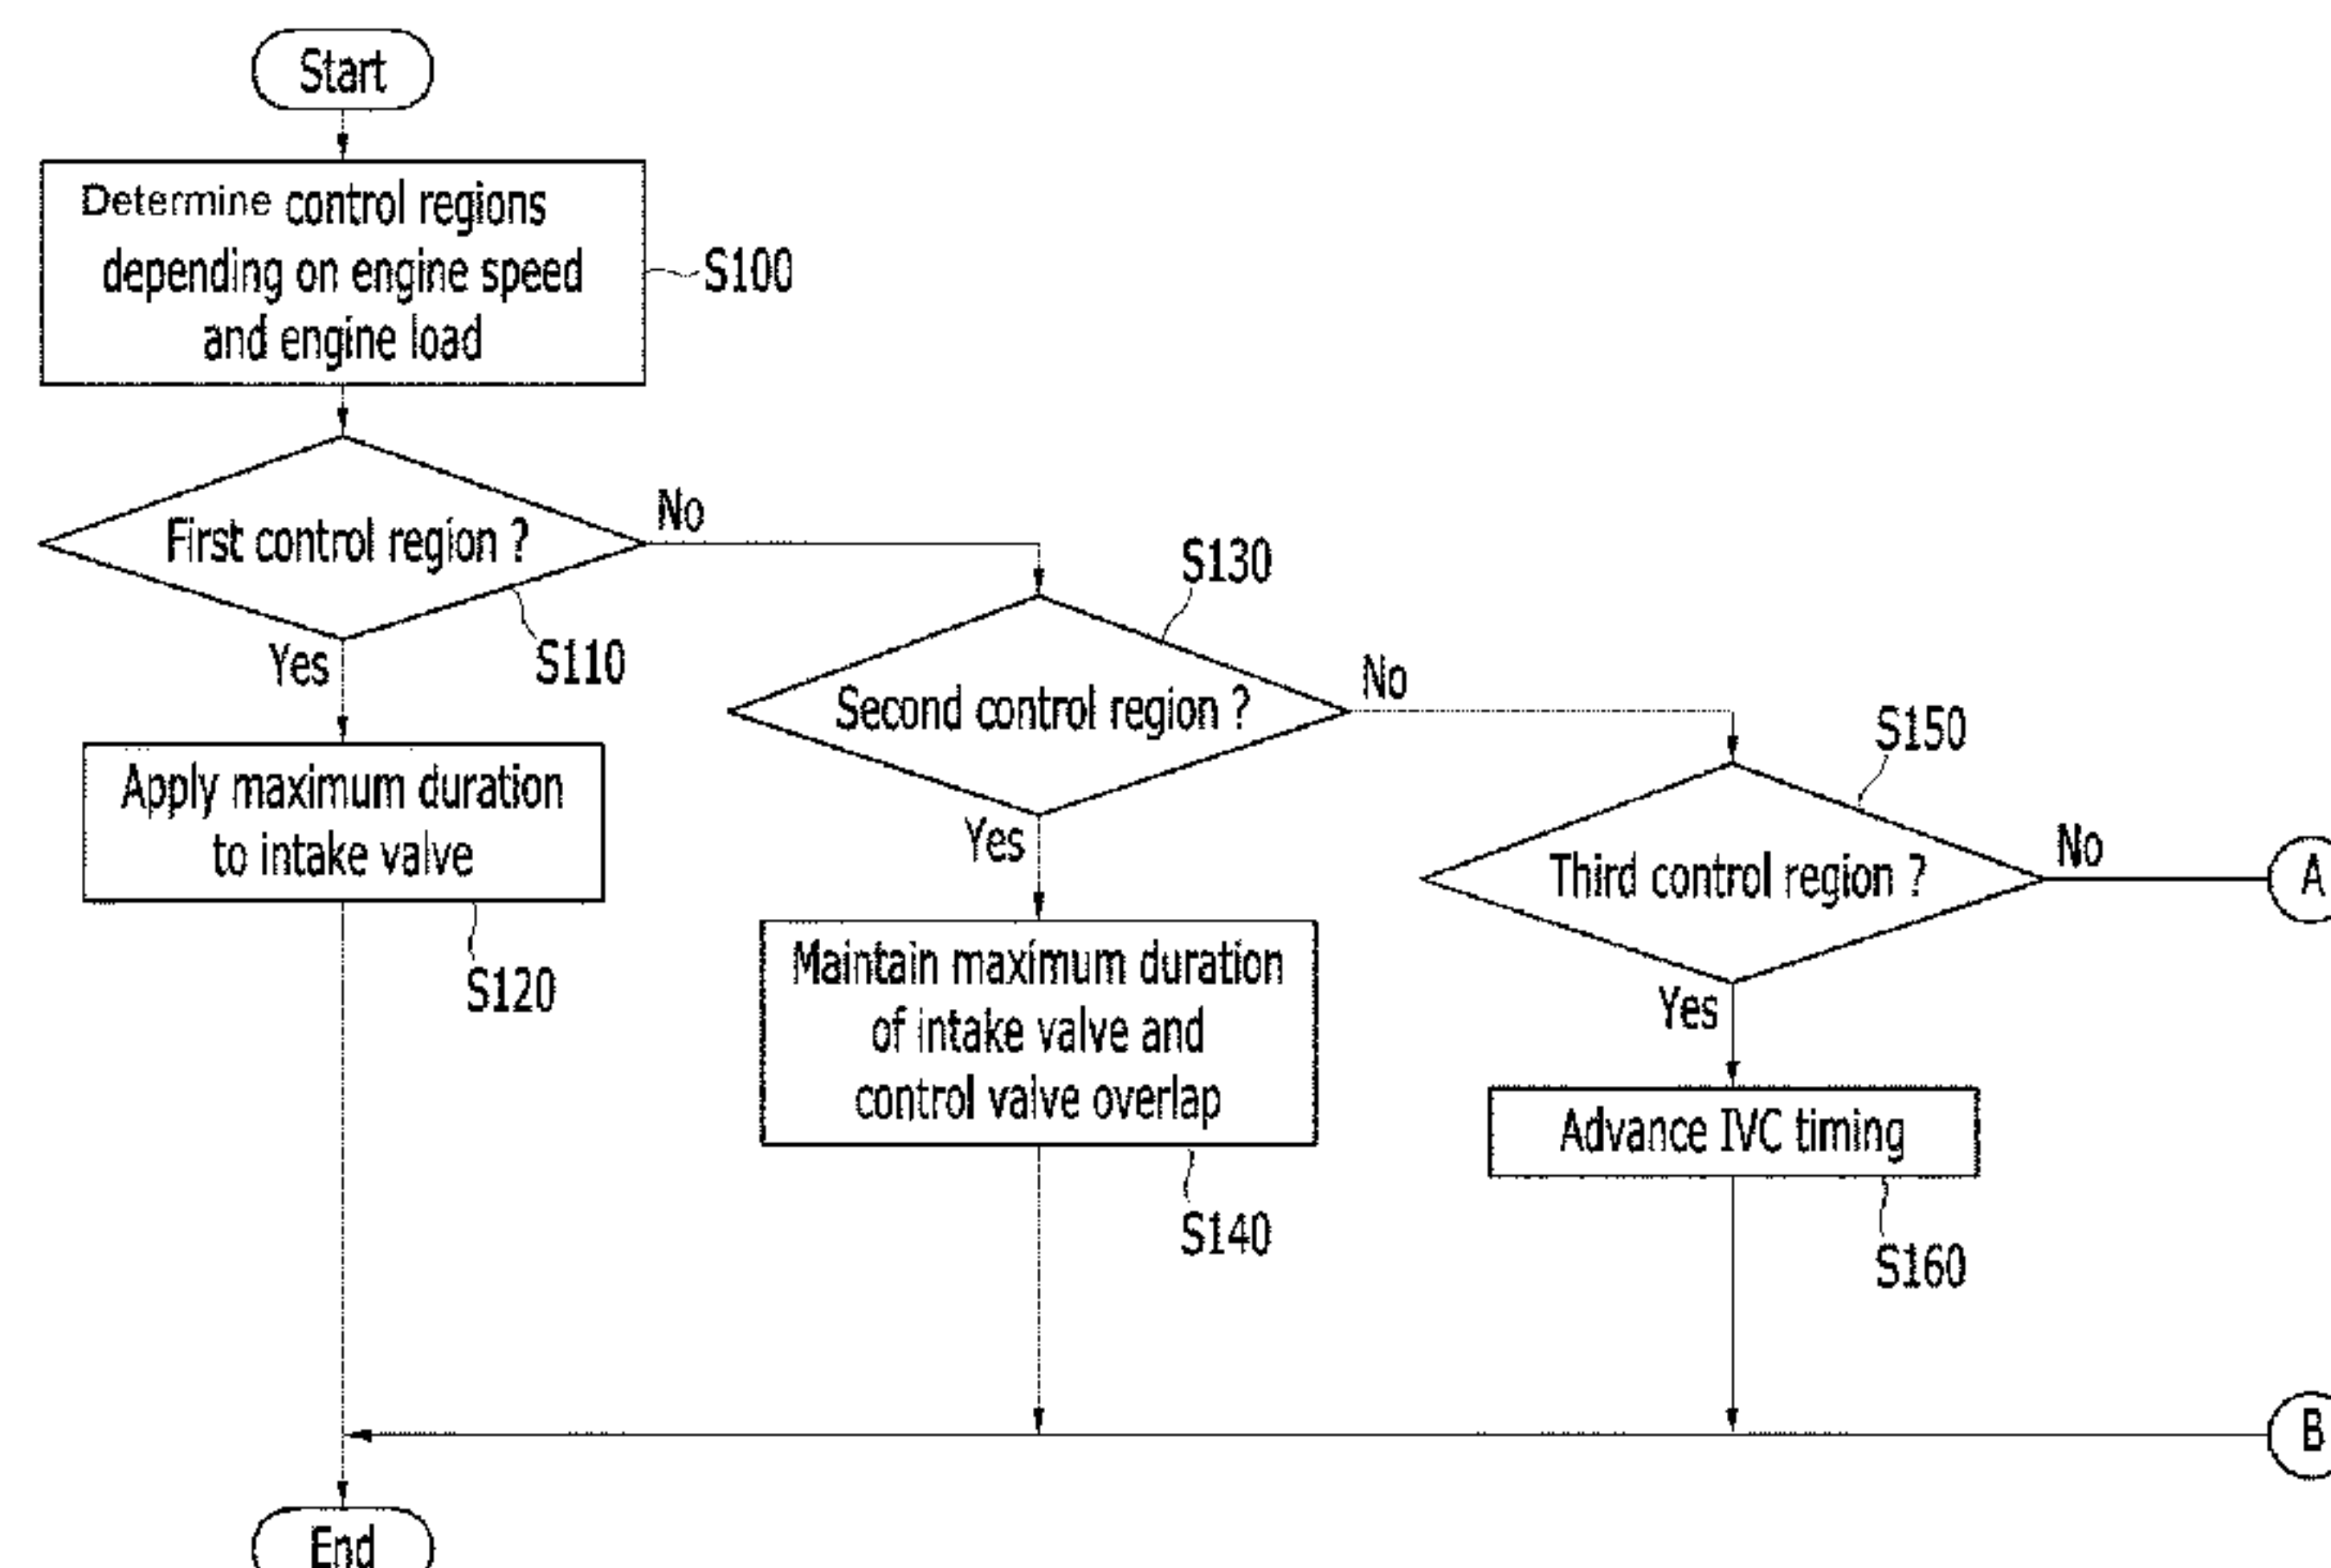 Start
Determine control regions
depending on engine speed
and engine load
S100
First control region ?
No
Yes
S110
Apply maximum duration
to intake valve
S120
S130
Second control region ?
No
Yes
Maintain maximum duration
of intake valve and
control valve overlap
S140
S150
Third control region ?
No
Yes
Advance IVC timing
S160
A
B
End